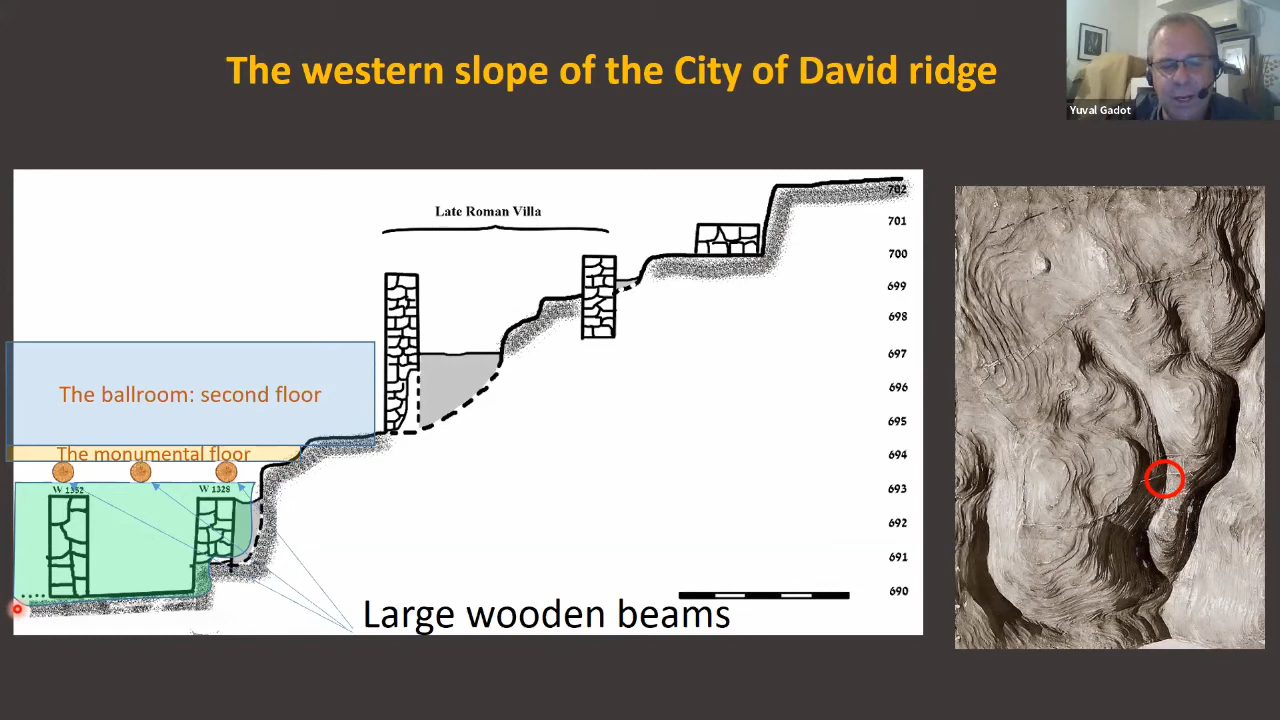 The western slope of the City of David ridge
Yuval Gadot
Late Roman Villa
702
701
700
699
698
697
696
695
694
693
692
691
690
The ballroom: second floor
The monumental floor
W 1352
W 1328
Large wooden beams